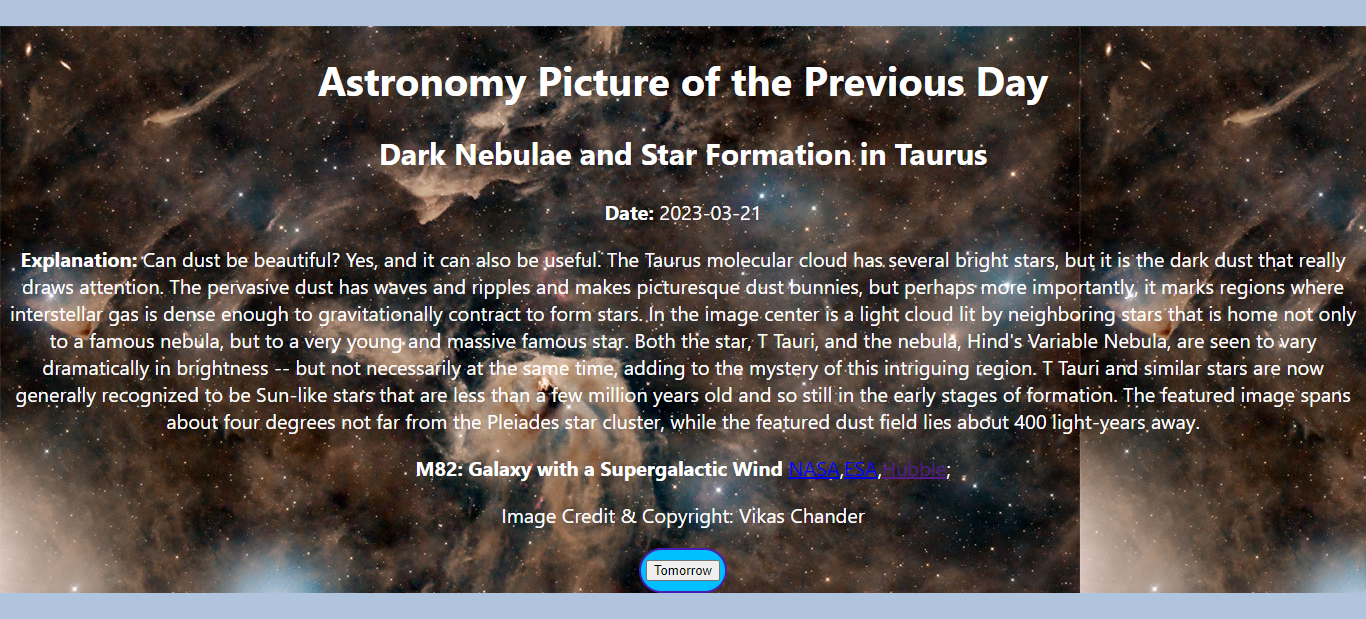 Astronomy Picture of the Previous Day
Dark Nebulae and Star Formation in Taurus
Date: 2023-03-21
Explanation: Can dust be beautiful? Yes, and it can also be useful. The Taurus molecular cloud has several bright stars, but it is the dark dust that really
draws attention. The pervasive dust has waves and ripples and makes picturesque dust bunnies, but perhaps more importantly, it marks regions where
interstellar gas is dense enough to gravitationally contract to form stars. In the image center is a light cloud lit by neighboring stars that is home not only
to a famous nebula, but to a very young and massive famous star. Both the star, T Tauri, and the nebula, Hind's Variable Nebula, are seen to vary
dramatically in brightness -- but not necessarily at the same time, adding to the mystery of this intriguing region. T Tauri and similar stars are now
generally recognized to be Sun-like stars that are less than a few million years old and so still in the early stages of formation. The featured image spans
about four degrees not far from the Pleiades star cluster, while the featured dust field lies about 400 light-years away.
M82: Galaxy with a Supergalactic Wind NASA,ESA,Hubble;
Image Credit & Copyright: Vikas Chander
Tomorrow